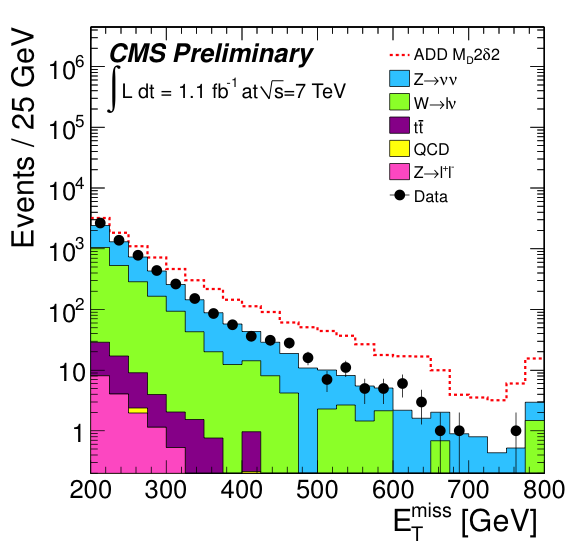 CMS Preliminary
∫ L dt = 1.1 fb⁻¹ at √s=7 TeV
ADD M_D2δ2
Z→νν
W→lν
tt̄
QCD
Z→l⁺l⁻
Data
Events / 25 GeV
10⁶
10⁵
10⁴
10³
10²
10
1
200 300 400 500 600 700 800
E_T^miss [GeV]